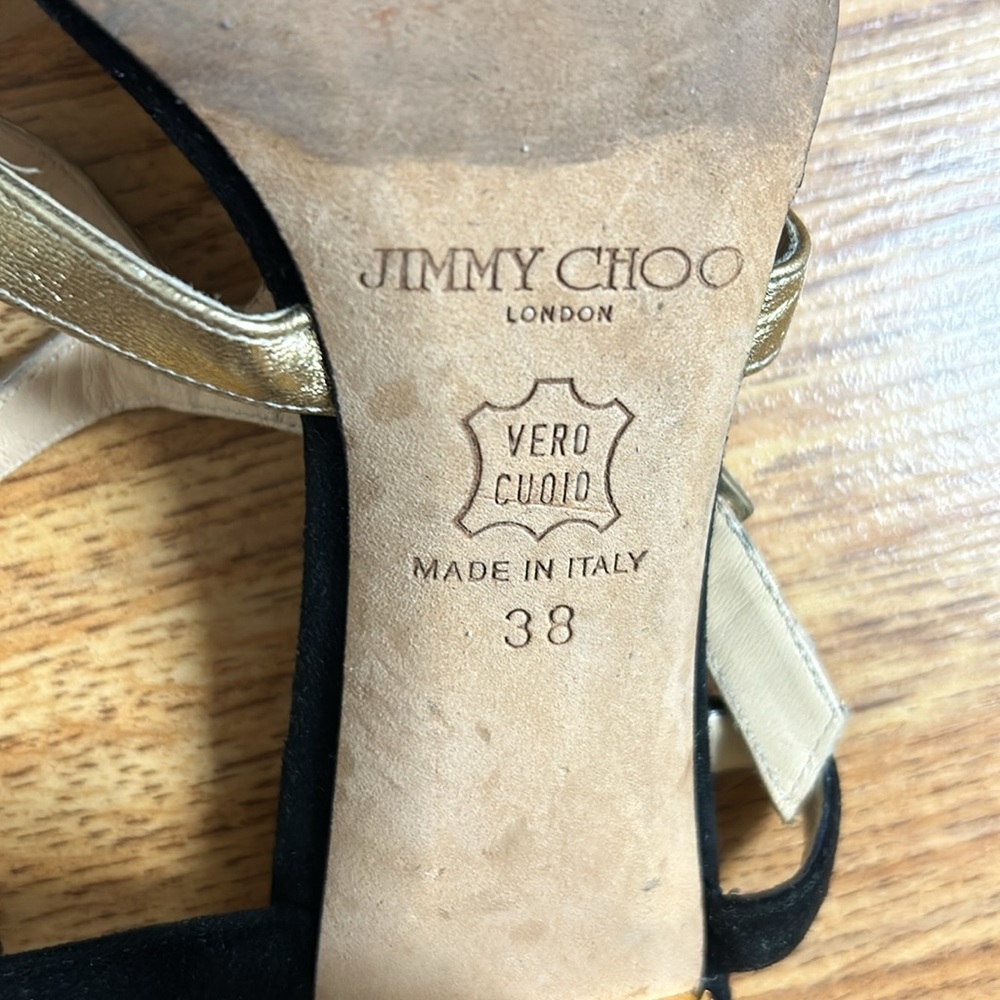 JIMMY CHOO
LONDON
VERO
CUOIO
MADE IN ITALY
38